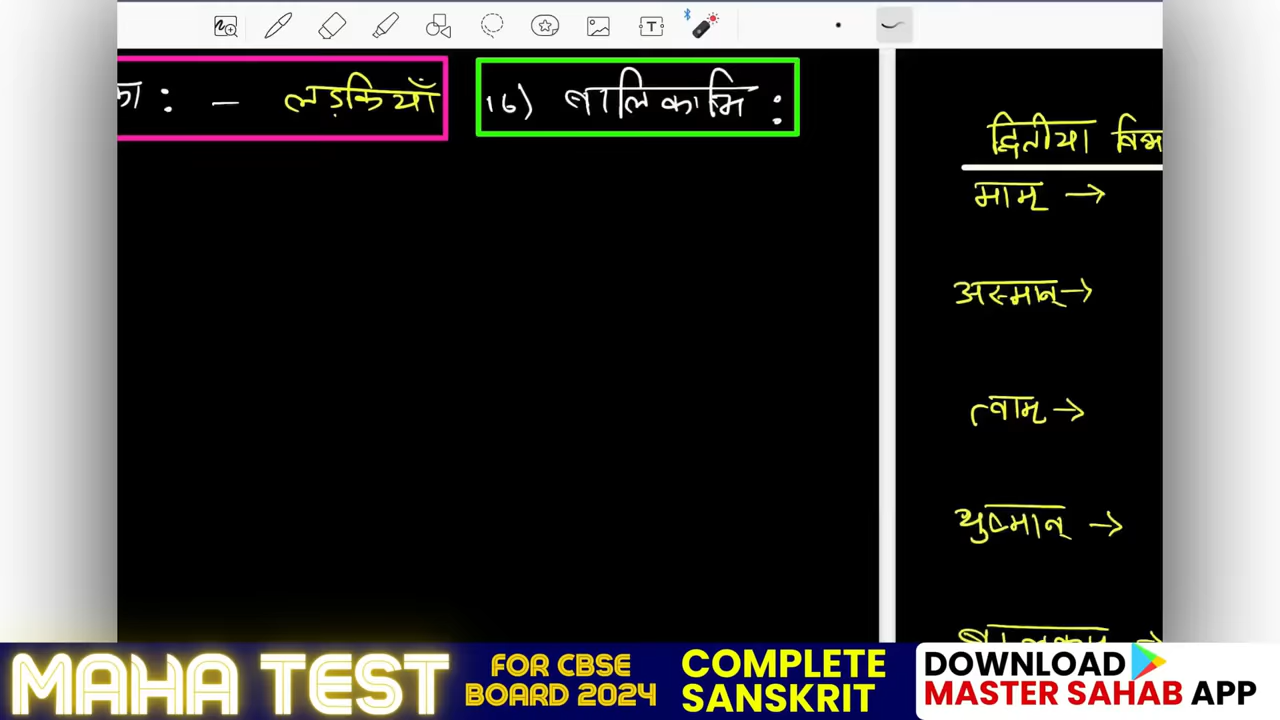 का: – लड़कियाँ
16) बालिकाभि:
द्वितीया विभ
माम् →
अस्मान् →
त्वाम् →
युष्मान् →
MAHA TEST
FOR CBSE
BOARD 2024
COMPLETE
SANSKRIT
DOWNLOAD
MASTER SAHAB APP